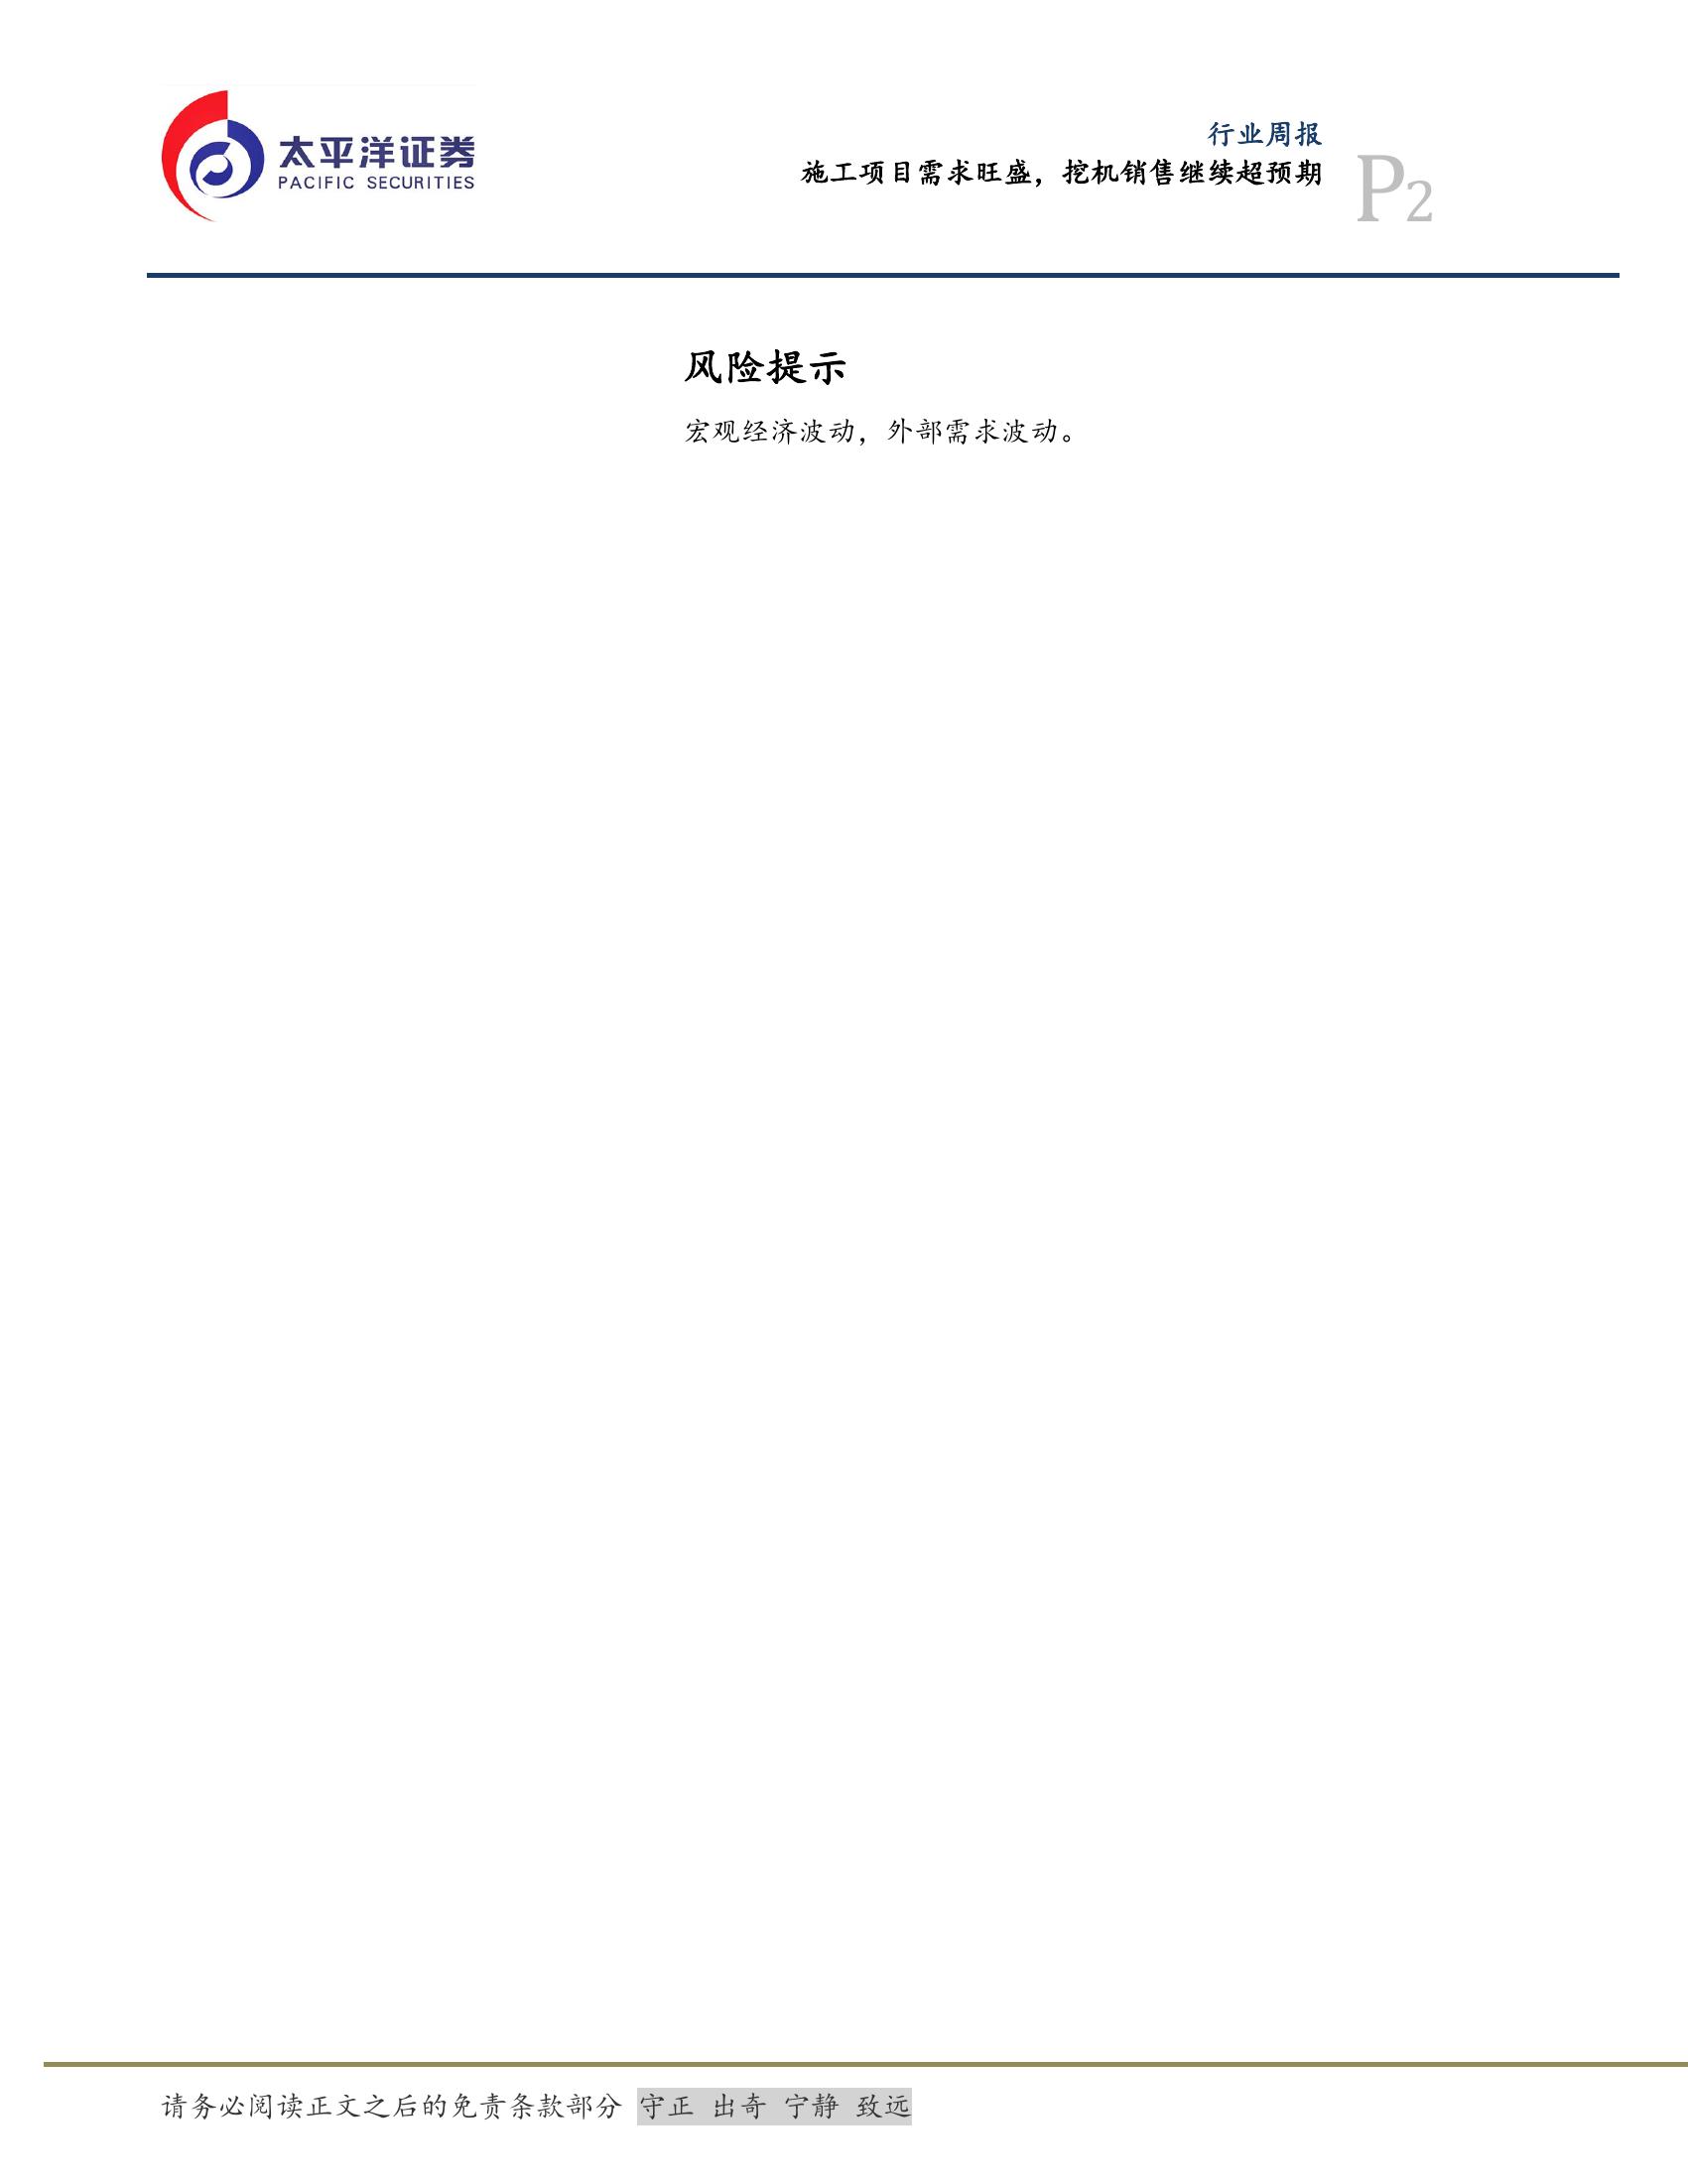 太平洋证券
PACIFIC SECURITIES
行业周报
施工项目需求旺盛，挖机销售继续超预期
P2
风险提示
宏观经济波动，外部需求波动。
请务必阅读正文之后的免责条款部分 守正 出奇 宁静 致远